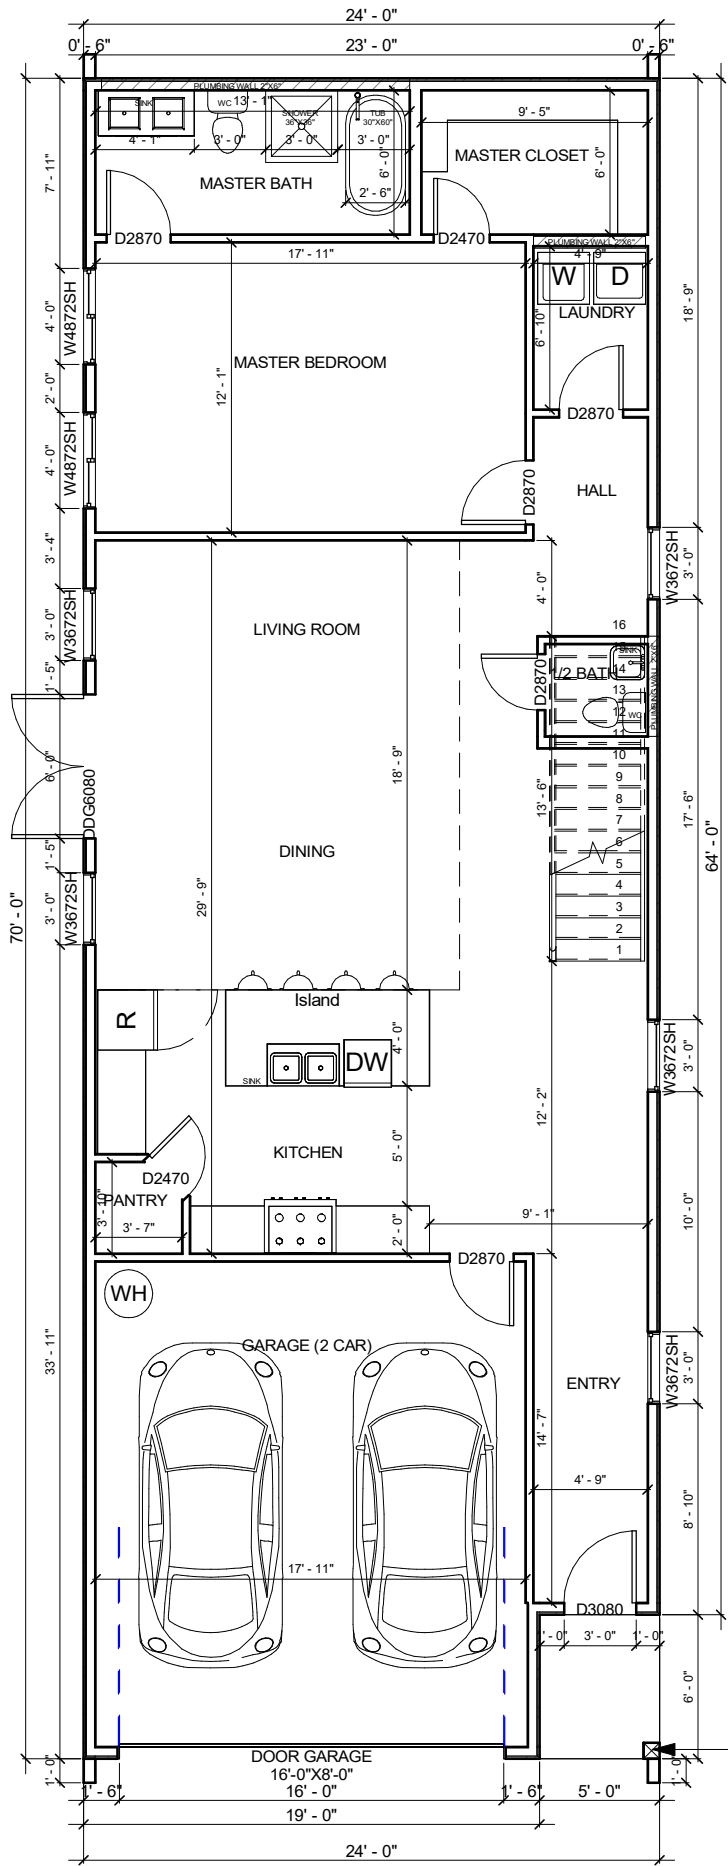 24' - 0"
0' - 6"
23' - 0"
0' - 6"
PLUMBING WALL 2"X6"
SINK
WC
13' - 1"
SHOWER
36"X36"
TUB
30"X60"
9' - 5"
4' - 1"
3' - 0"
3' - 0"
3' - 0"
6' - 0"
MASTER CLOSET
6' - 0"
7' - 11"
MASTER BATH
2' - 6"
D2870
D2470
PLUMBING WALL 2"X6"
17' - 11"
4' - 9"
W
D
LAUNDRY
18' - 9"
4' - 0"
W4872SH
6' - 10"
MASTER BEDROOM
12' - 1"
2' - 0"
D2870
4' - 0"
W4872SH
D2870
HALL
3' - 4"
W3672SH
3' - 0"
4' - 0"
3' - 0"
W3672SH
LIVING ROOM
16
15
SINK
14
1/2 BATH
D2870
13
12
WC
11
PLUMBING WALL 2"X6"
1' - 5"
6' - 0"
DDG6080
18' - 9"
10
9
8
7
6
5
4
3
2
1
13' - 6"
17' - 6"
64' - 0"
DINING
1' - 5"
3' - 0"
W3672SH
29' - 9"
70' - 0"
Island
R
4' - 0"
DW
SINK
W3672SH
3' - 0"
12' - 2"
KITCHEN
5' - 0"
D2470
PANTRY
3' - 10"
3' - 7"
2' - 0"
9' - 1"
10' - 0"
D2870
WH
GARAGE (2 CAR)
33' - 11"
ENTRY
W3672SH
3' - 0"
14' - 7"
4' - 9"
8' - 10"
17' - 11"
D3080
1' - 0"
3' - 0"
1' - 0"
6' - 0"
DOOR GARAGE
16'-0"X8'-0"
1' - 0"
1' - 0"
1' - 6"
16' - 0"
1' - 6"
5' - 0"
19' - 0"
24' - 0"